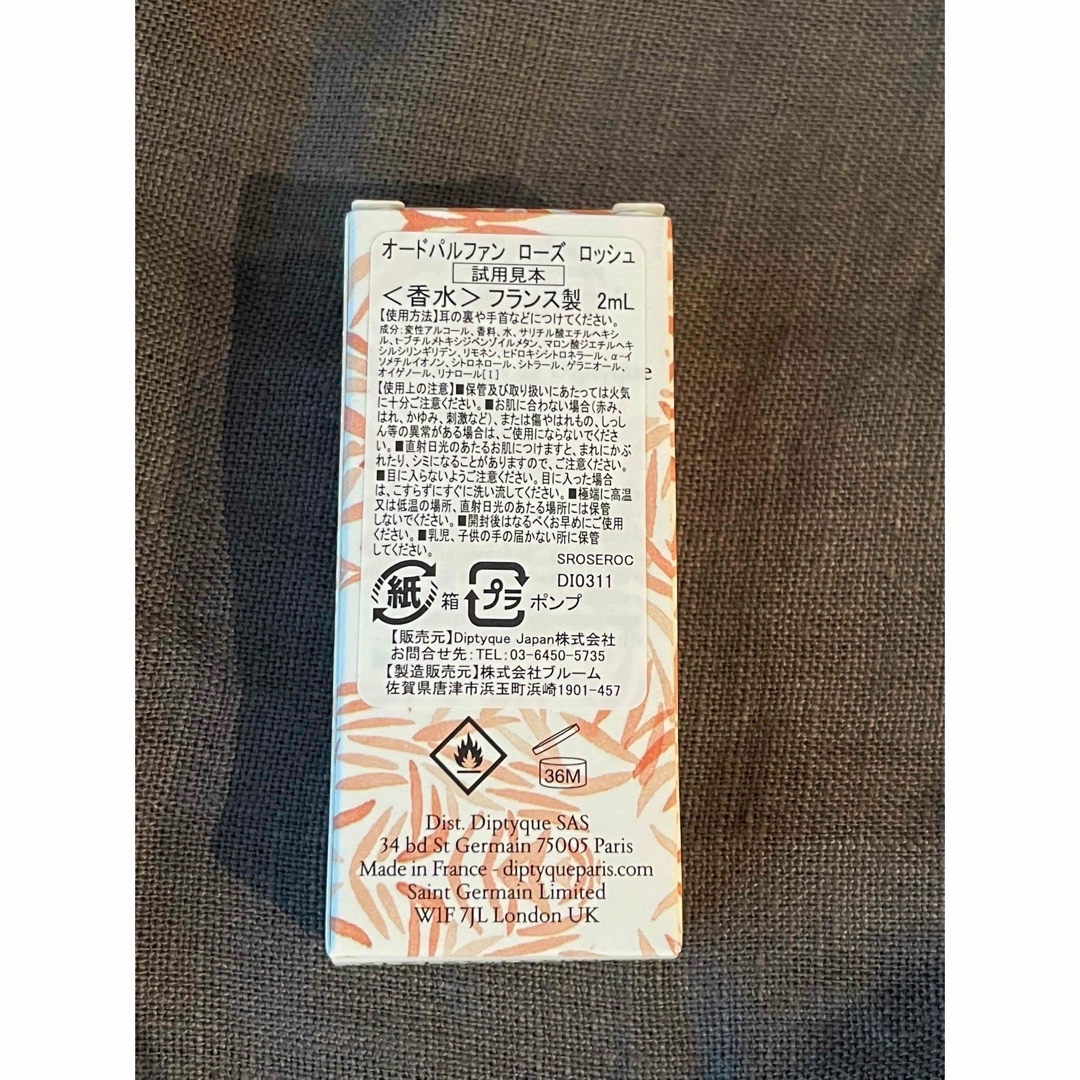 オードパルファン ローズ ロッシュ
試用見本
＜香水＞フランス製 2mL
【使用方法】耳の裏や手首などにつけてください。
成分:変性アルコール、香料、水、サリチル酸エチルヘキシ
ル、t-ブチルメトキシジベンゾイルメタン、マロン酸ジエチルヘキ
シルシリンギリデン、リモネン、ヒドロキシシトロネラール、α-イ
ソメチルイオノン、シトロネロール、シトラール、ゲラニオール、
オイゲノール、リナロール[I]
e
【使用上の注意】■保管及び取り扱いにあたっては火気
に十分ご注意ください。■お肌に合わない場合(赤み、
はれ、かゆみ、刺激など)、または傷やはれもの、しっし
ん等の異常がある場合は、ご使用にならないでくださ
い。■直射日光のあたるお肌につけますと、まれにかぶ
れたり、シミになることがありますので、ご注意ください。
■目に入らないようご注意ください。目に入った場合
は、こすらずにすぐに洗い流してください。■極端に高温
又は低温の場所、直射日光のあたる場所には保管
しないでください。■開封後はなるべくお早めにご使用
ください。■乳児、子供の手の届かない所に保管
してください。
SROSEROC
DI0311
紙 箱 プラ ポンプ
【販売元】Diptyque Japan株式会社
お問合せ先:TEL:03-6450-5735
【製造販売元】株式会社ブルーム
佐賀県唐津市浜玉町浜崎1901-457
36M
Dist. Diptyque SAS
34 bd St Germain 75005 Paris
Made in France - diptyqueparis.com
Saint Germain Limited
W1F 7JL London UK